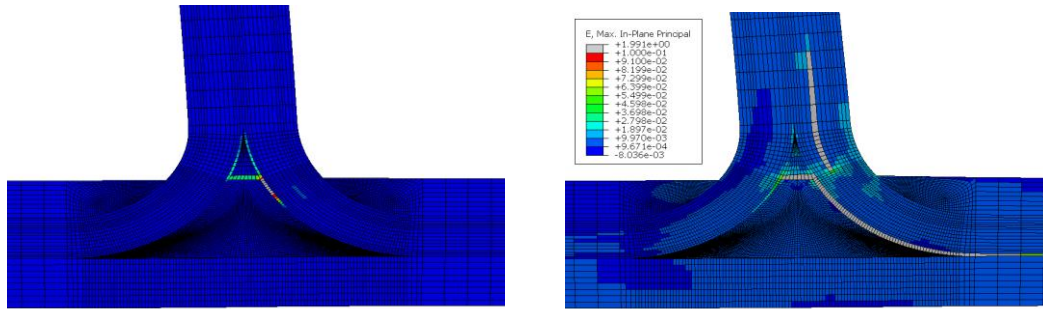 E, Max. In-Plane Principal
+1.991e+00
+1.000e-01
+9.100e-02
+8.199e-02
+7.299e-02
+6.399e-02
+5.499e-02
+4.598e-02
+3.698e-02
+2.798e-02
+1.897e-02
+9.970e-03
+9.671e-04
-8.036e-03